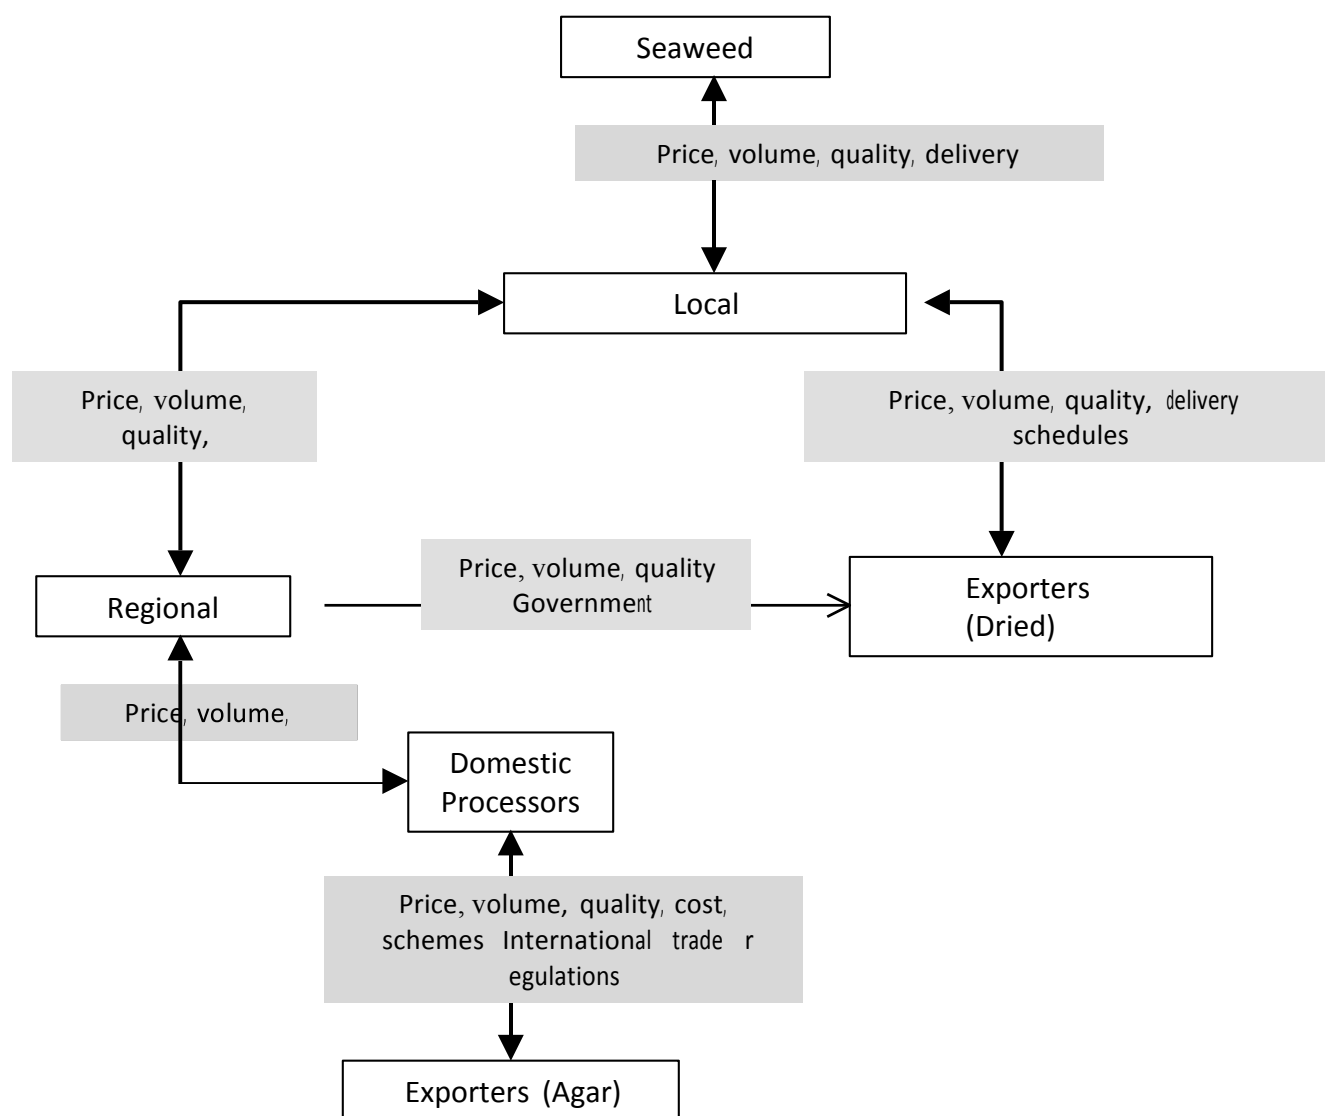 Seaweed
Price, volume, quality, delivery
Local
Price, volume,
quality,
Price, volume, quality, delivery
schedules
Price, volume, quality
Government
Regional
Exporters
(Dried)
Price, volume,
Domestic
Processors
Price, volume, quality, cost,
schemes International trade r
egulations
Exporters (Agar)